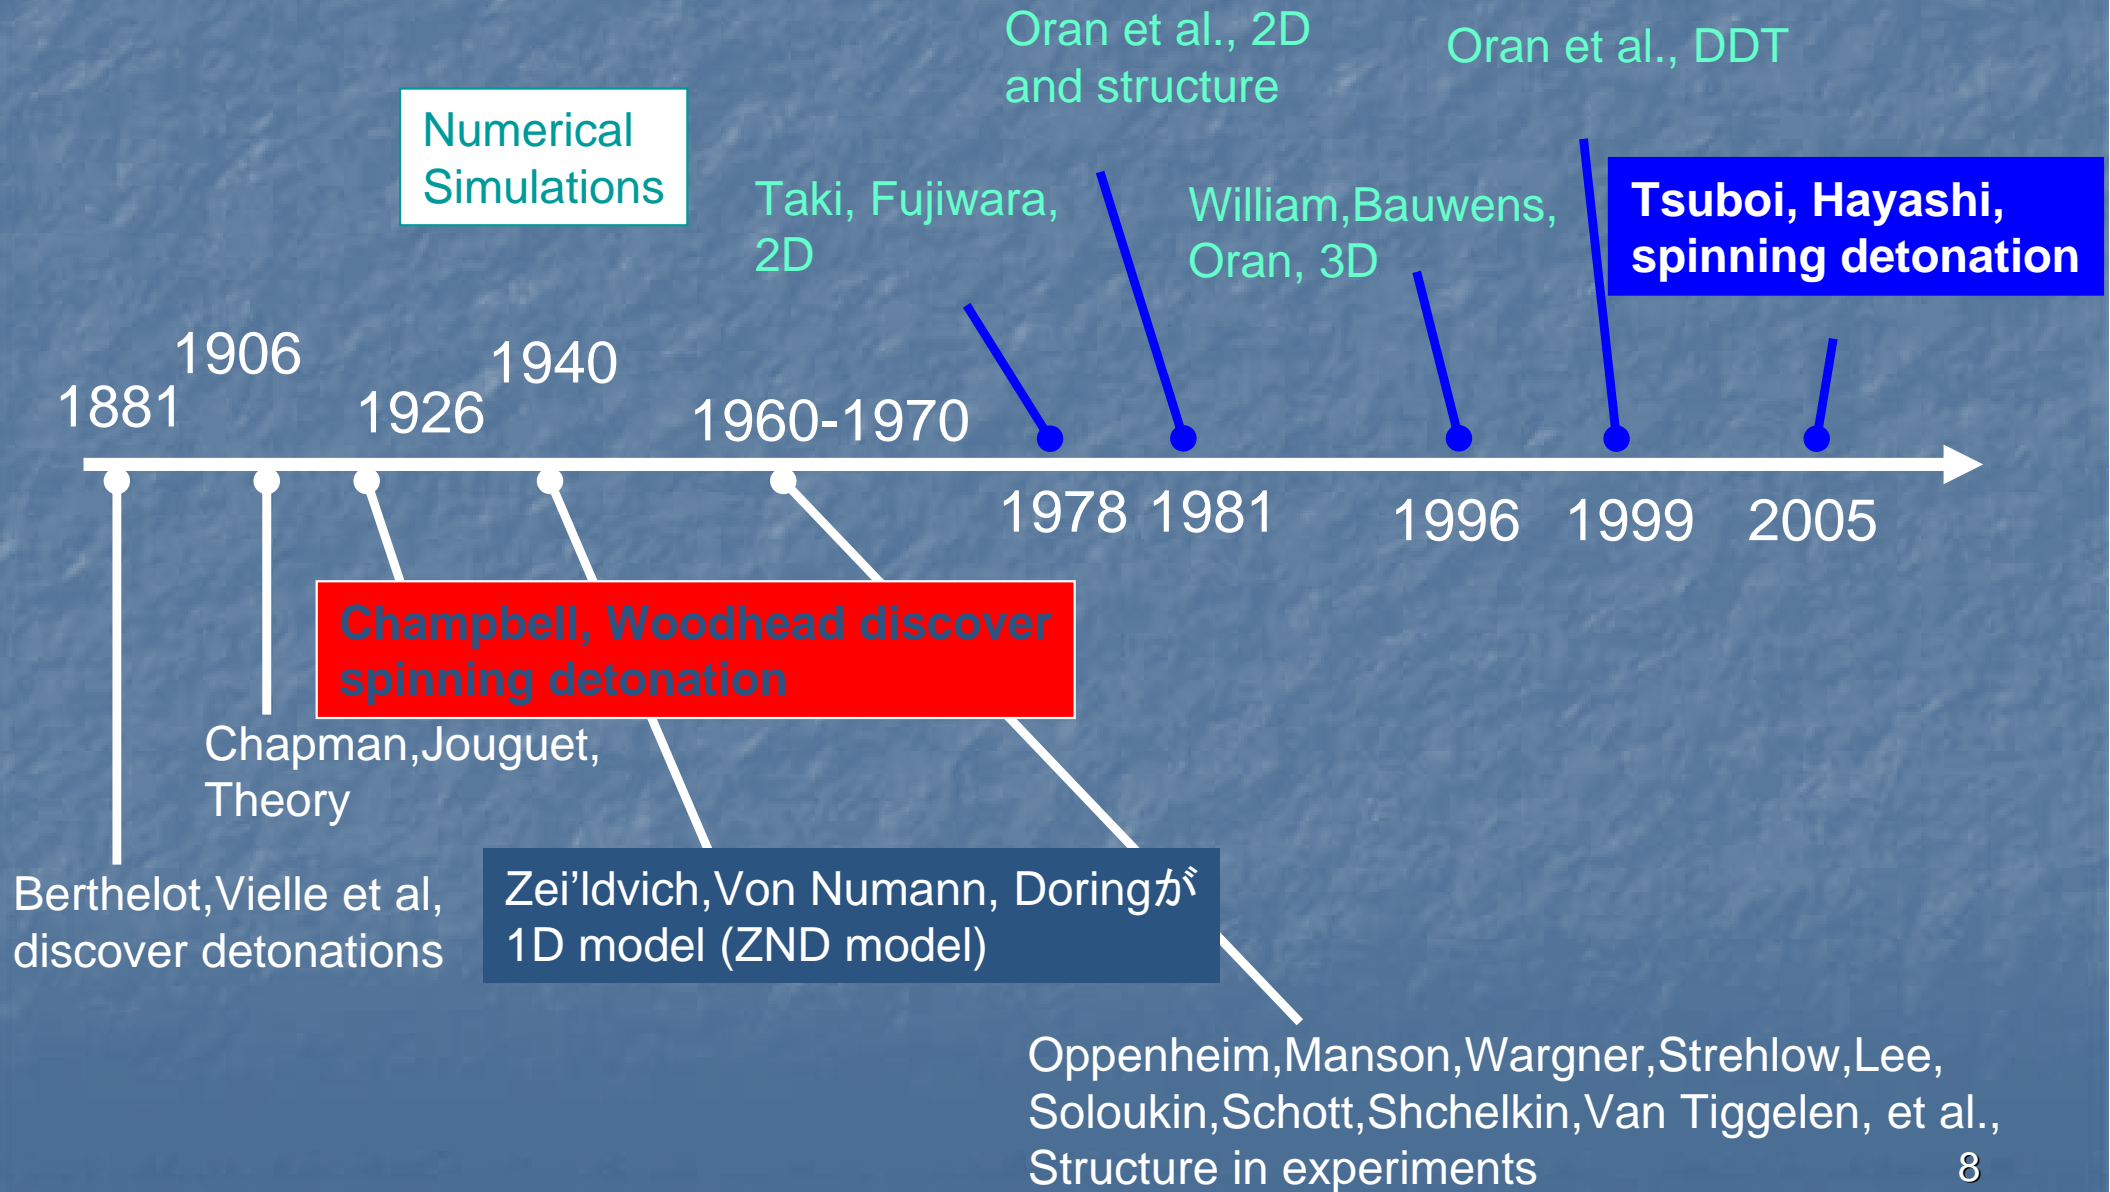 Oran et al., 2D
and structure
Oran et al., DDT
Numerical
Simulations
Taki, Fujiwara,
2D
William,Bauwens,
Oran, 3D
Tsuboi, Hayashi,
spinning detonation
1881
1906
1926
1940
1960-1970
1978
1981
1996
1999
2005
Champbell, Woodhead discover
spinning detonation
Chapman,Jouguet,
Theory
Berthelot,Vielle et al,
discover detonations
Zei’ldvich,Von Numann, Doringが
1D model (ZND model)
Oppenheim,Manson,Wargner,Strehlow,Lee,
Soloukin,Schott,Shchelkin,Van Tiggelen, et al.,
Structure in experiments
8